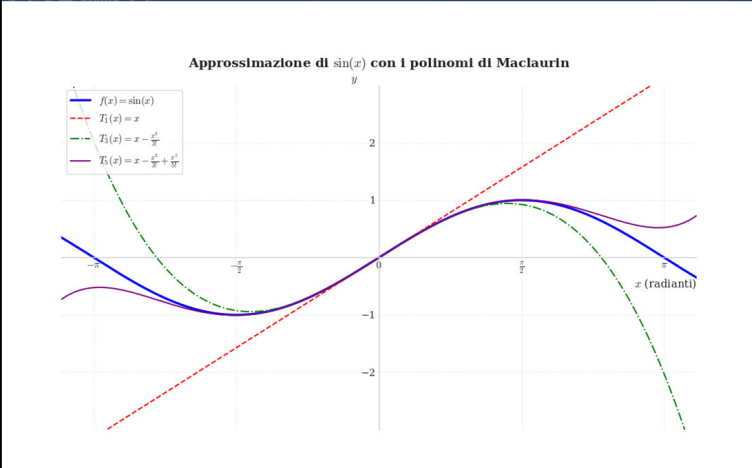 Approssimazione di sin(x) con i polinomi di Maclaurin
y
f(x) = sin(x)
T₁(x) = x
T₃(x) = x − x³/3!
T₅(x) = x − x³/3! + x⁵/5!
2
1
−π
−π/2
0
π/2
π
x (radianti)
−1
−2